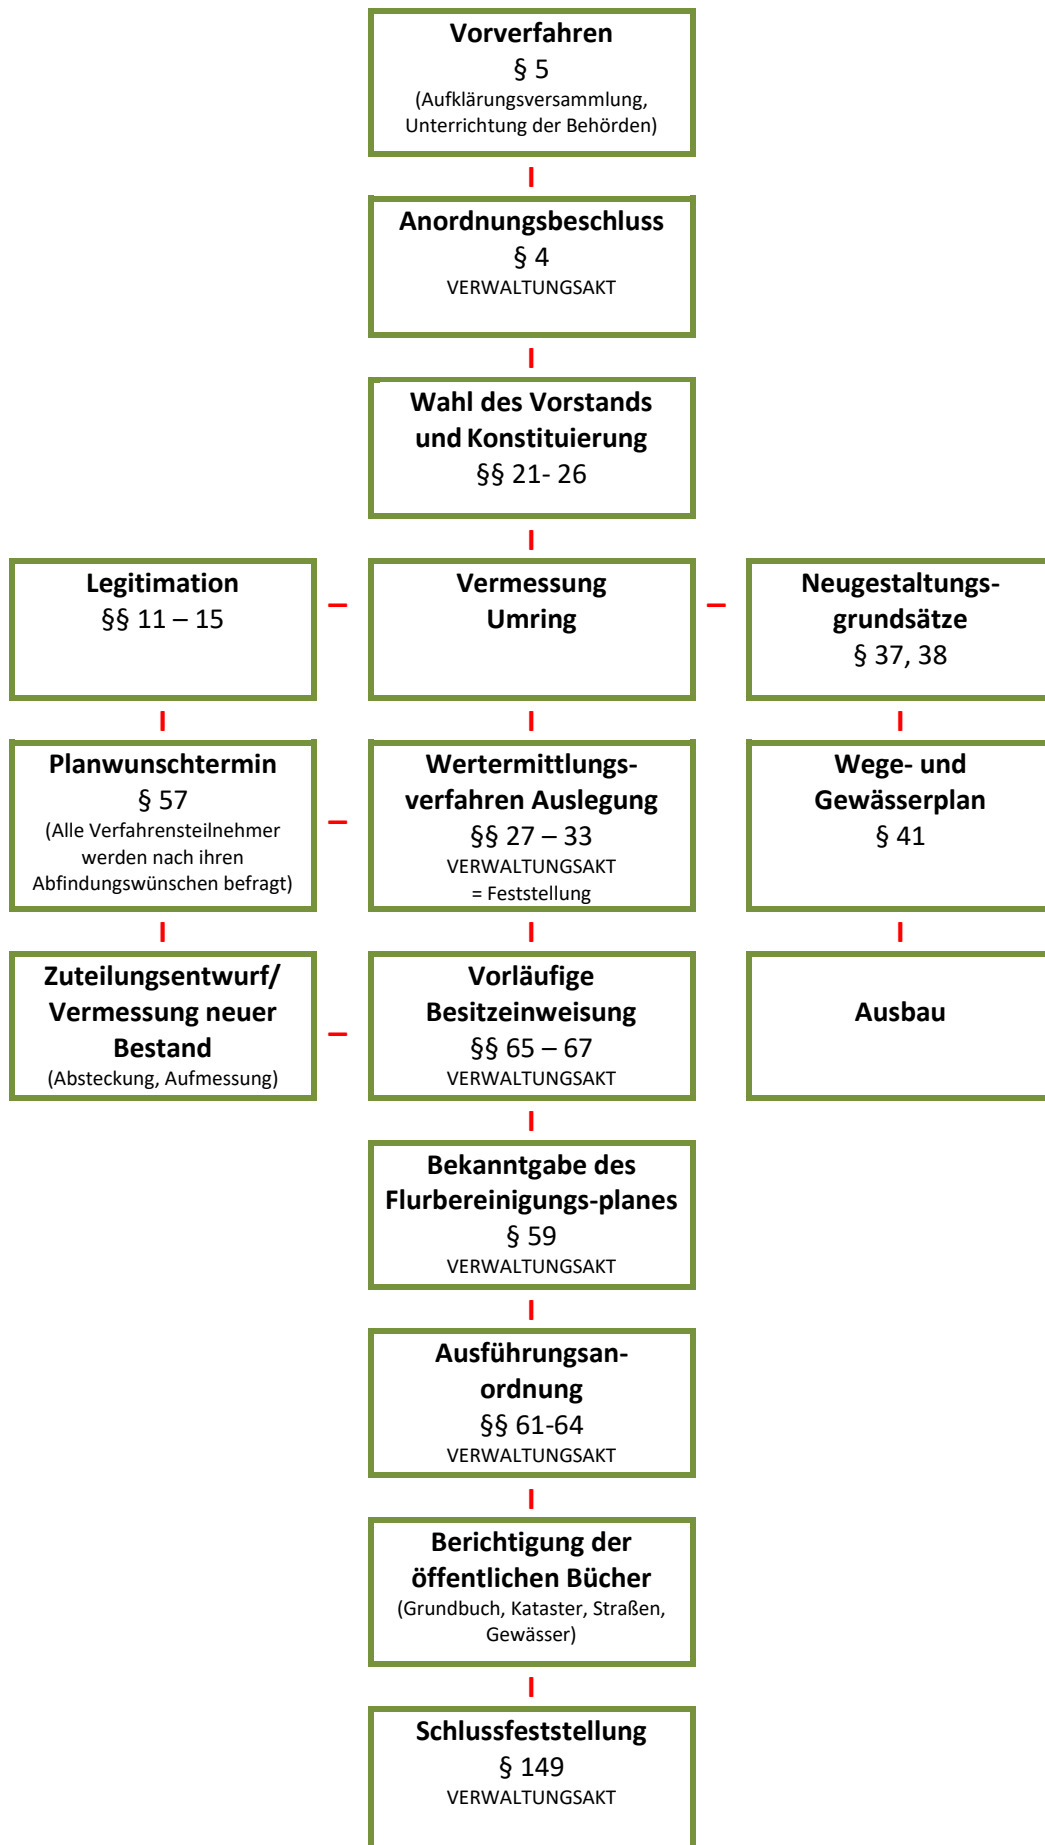 Vorverfahren
§ 5
(Aufklärungsversammlung,
Unterrichtung der Behörden)
Anordnungsbeschluss
§ 4
VERWALTUNGSAKT
Wahl des Vorstands
und Konstituierung
§§ 21- 26
Legitimation
§§ 11 – 15
Vermessung
Umring
Neugestaltungs-
grundsätze
§ 37, 38
Planwunschtermin
§ 57
(Alle Verfahrensteilnehmer
werden nach ihren
Abfindungswünschen befragt)
Wertermittlungs-
verfahren Auslegung
§§ 27 – 33
VERWALTUNGSAKT
= Feststellung
Wege- und
Gewässerplan
§ 41
Zuteilungsentwurf/
Vermessung neuer
Bestand
(Absteckung, Aufmessung)
Vorläufige
Besitzeinweisung
§§ 65 – 67
VERWALTUNGSAKT
Ausbau
Bekanntgabe des
Flurbereinigungs-planes
§ 59
VERWALTUNGSAKT
Ausführungsan-
ordnung
§§ 61-64
VERWALTUNGSAKT
Berichtigung der
öffentlichen Bücher
(Grundbuch, Kataster, Straßen,
Gewässer)
Schlussfeststellung
§ 149
VERWALTUNGSAKT